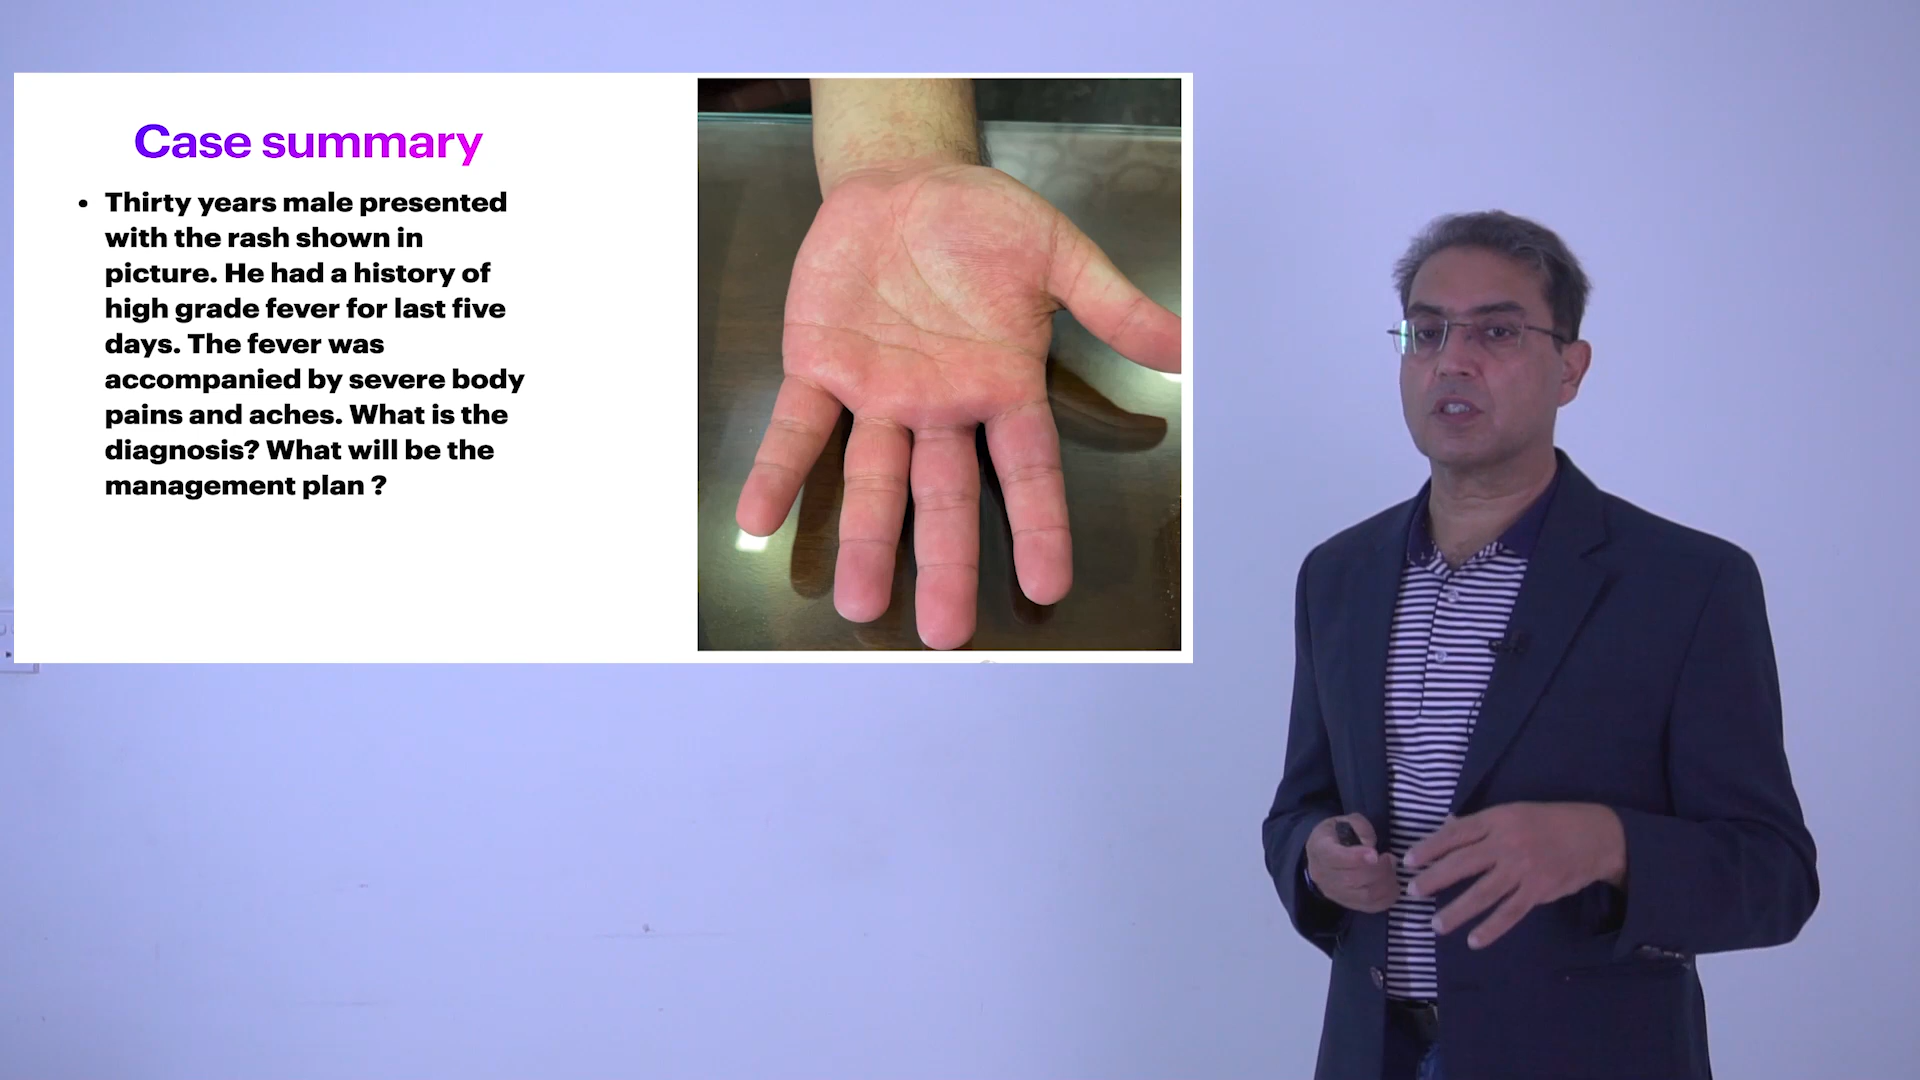 Case summary
• Thirty years male presented
with the rash shown in
picture. He had a history of
high grade fever for last five
days. The fever was
accompanied by severe body
pains and aches. What is the
diagnosis? What will be the
management plan ?